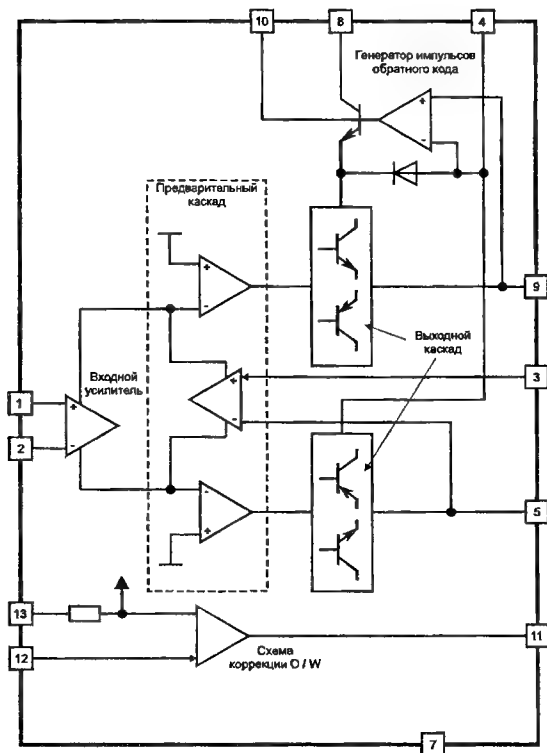 10
8
4
Генератор импульсов
обратного кода
+
-
Предварительный
каскад
+
-
9
Выходной
каскад
Входной
усилитель
+
-
3
1
+
2
-
-
+
5
13
12
11
Схема
коррекции O / W
7